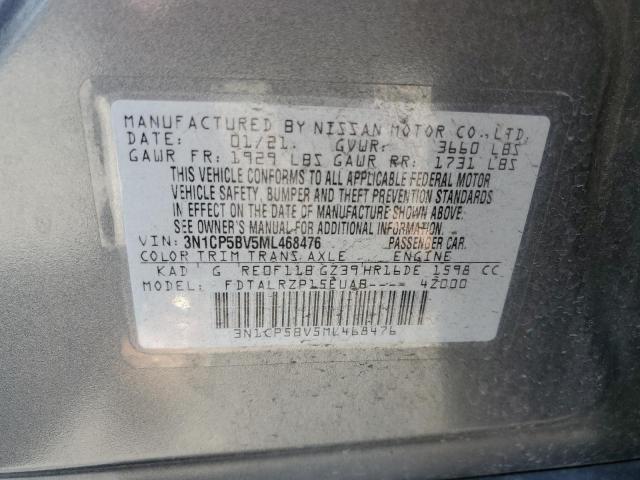 MANUFACTURED BY NISSAN MOTOR CO., LTD.
DATE: 01/21. GVWR: 3660 LBS
GAWR FR: 1929 LBS GAWR RR: 1731 LBS
THIS VEHICLE CONFORMS TO ALL APPLICABLE FEDERAL MOTOR
VEHICLE SAFETY, BUMPER AND THEFT PREVENTION STANDARDS
IN EFFECT ON THE DATE OF MANUFACTURE SHOWN ABOVE.
SEE OWNER'S MANUAL FOR FURTHER INFORMATION.
VIN: 3N1CP5BV5ML468476 PASSENGER CAR.
COLOR TRIM TRANS AXLE ENGINE
KAD G RE0F11B GZ39 HR16DE 1598 CC
MODEL: FDTALRZP15EUAB---- 4Z000
3N1CP5BV5ML468476